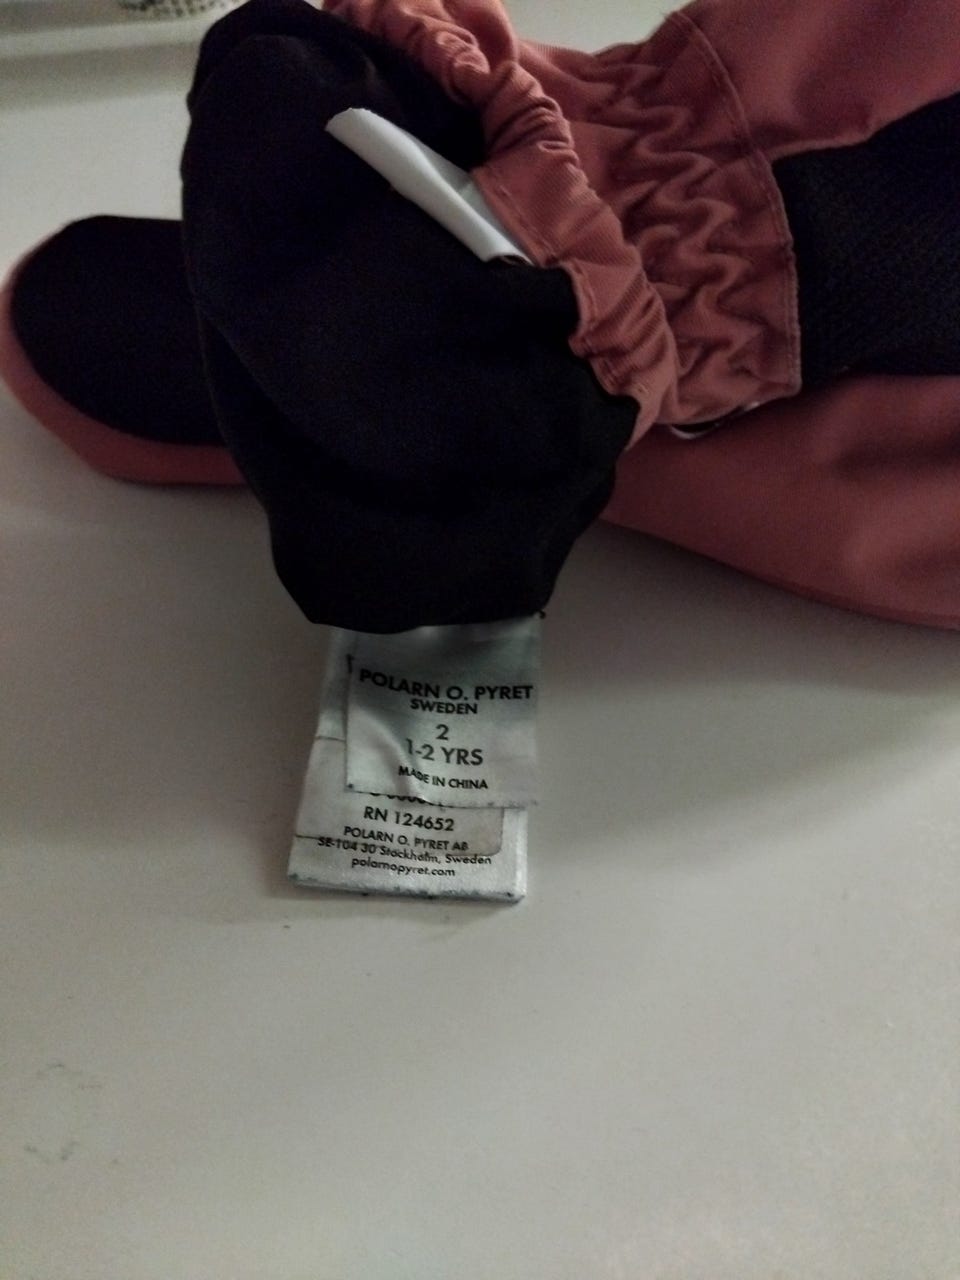 POLARN O. PYRET
SWEDEN
2
1-2 YRS
MADE IN CHINA
RN 124652
POLARN O. PYRET AB
SE-104 30 Stockholm, Sweden
polarnopyret.com